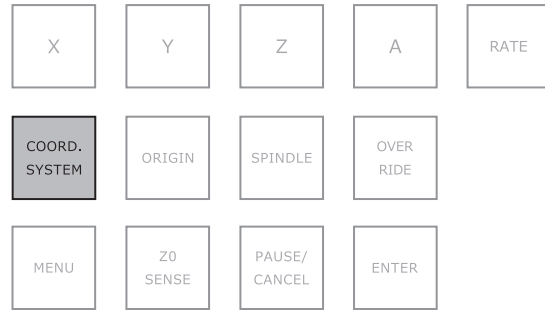 X Y Z A RATE
COORD. SYSTEM ORIGIN SPINDLE OVER RIDE
MENU Z0 SENSE PAUSE/ CANCEL ENTER